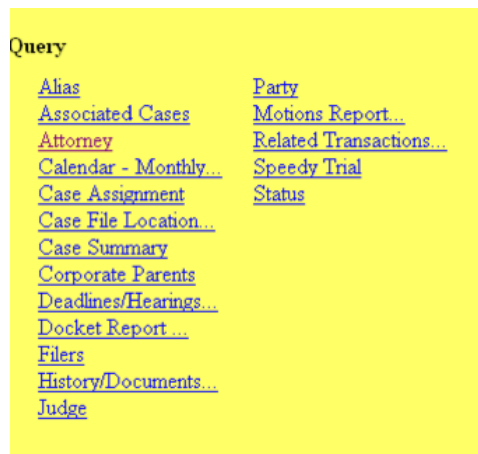 Query
Alias
Associated Cases
Attorney
Calendar - Monthly...
Case Assignment
Case File Location...
Case Summary
Corporate Parents
Deadlines/Hearings...
Docket Report ...
Filers
History/Documents...
Judge
Party
Motions Report...
Related Transactions...
Speedy Trial
Status